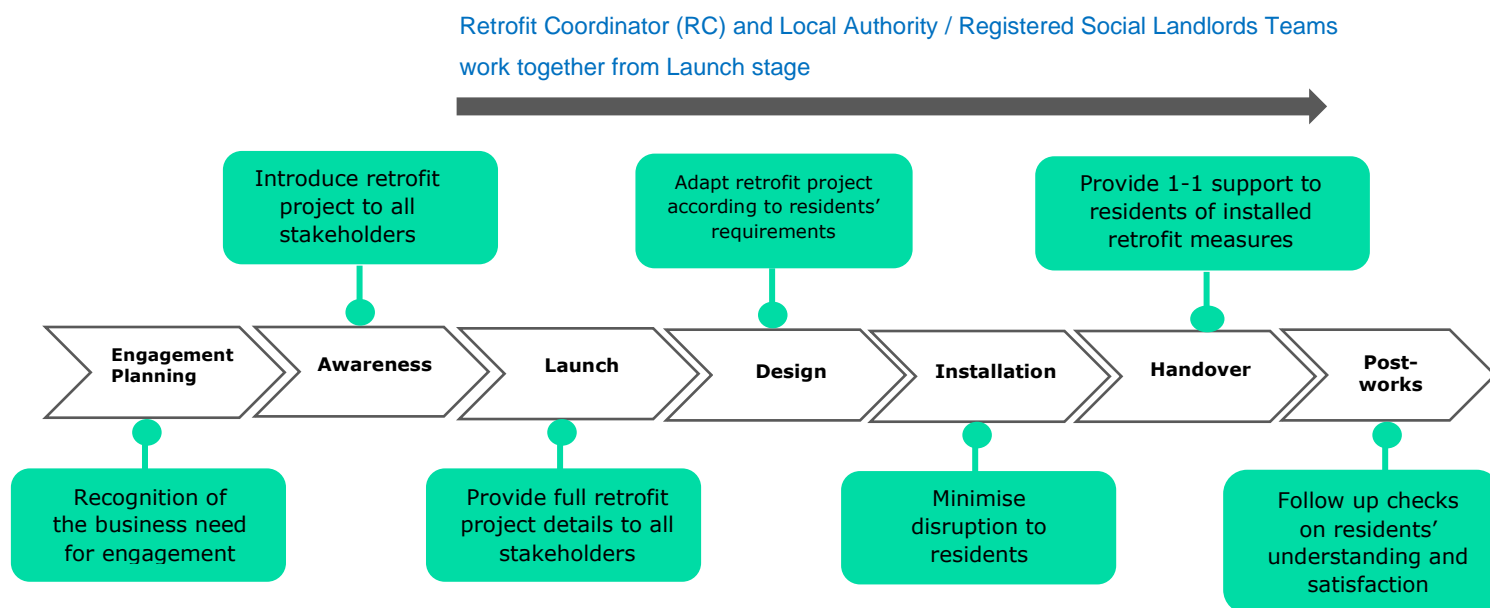 Retrofit Coordinator (RC) and Local Authority / Registered Social Landlords Teams
work together from Launch stage
Introduce retrofit
project to all
stakeholders
Adapt retrofit project
according to residents’
requirements
Provide 1-1 support to
residents of installed
retrofit measures
Engagement
Planning
Awareness
Launch
Design
Installation
Handover
Post-
works
Recognition of
the business need
for engagement
Provide full retrofit
project details to all
stakeholders
Minimise
disruption to
residents
Follow up checks
on residents’
understanding and
satisfaction